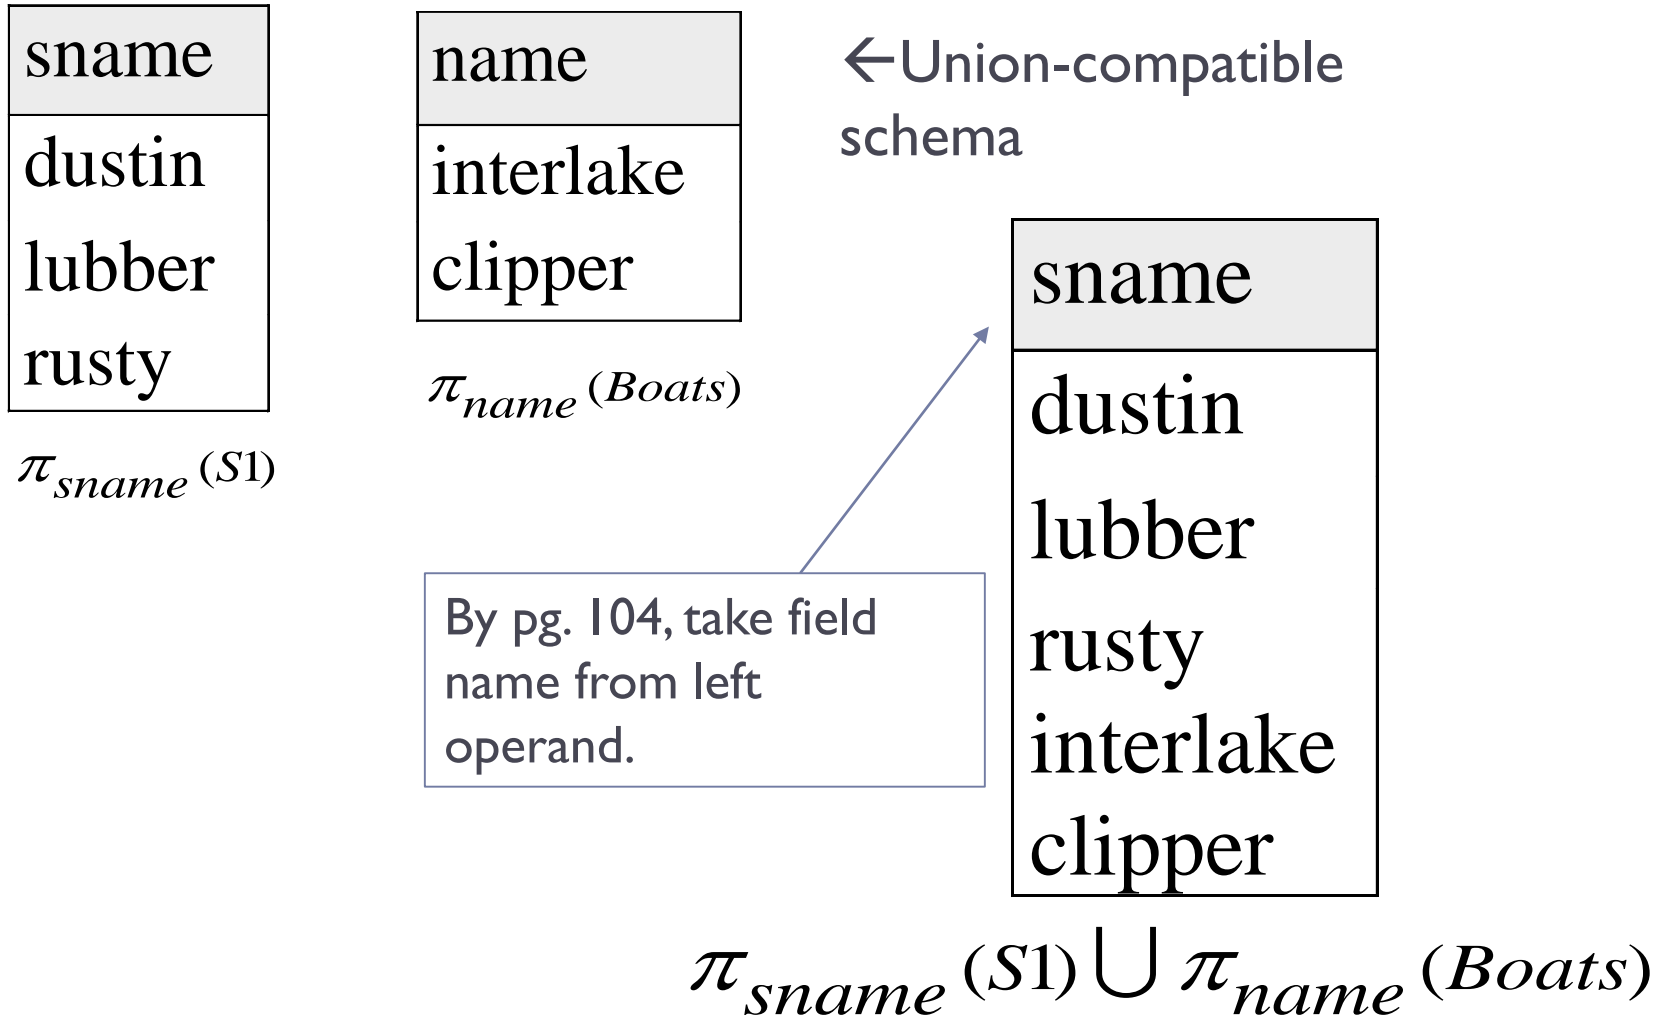 sname
dustin
lubber
rusty
π_sname (S1)
name
interlake
clipper
π_name (Boats)
←Union-compatible
schema
By pg. 104, take field
name from left
operand.
sname
dustin
lubber
rusty
interlake
clipper
π_sname (S1) ⋃ π_name (Boats)